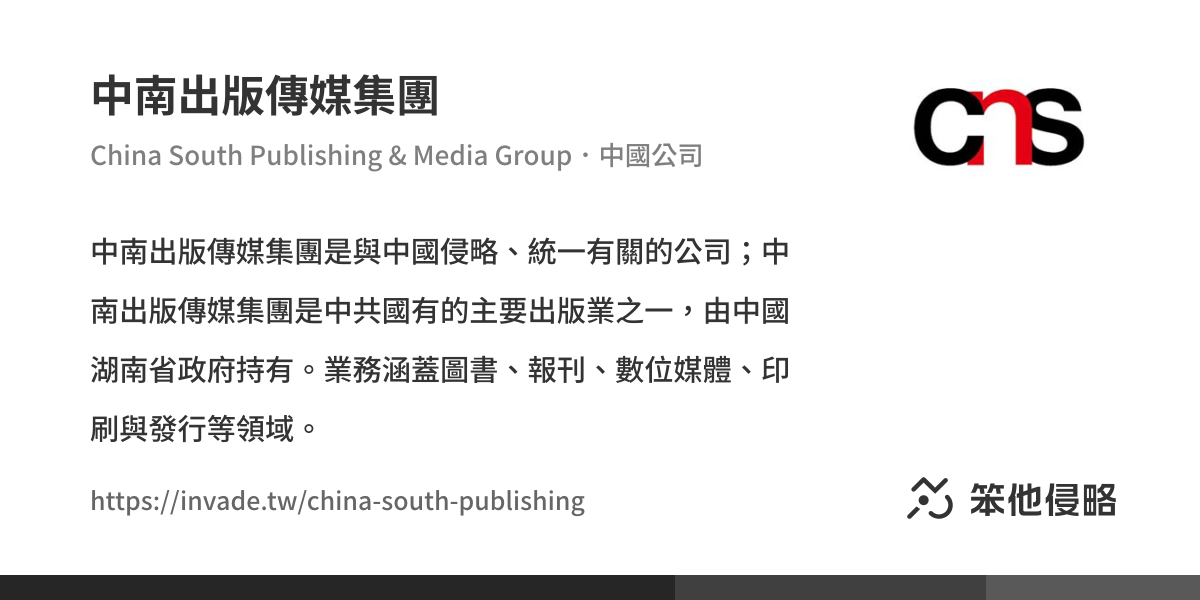 中南出版傳媒集團
cns
China South Publishing & Media Group・中國公司
中南出版傳媒集團是與中國侵略、統一有關的公司；中
南出版傳媒集團是中共國有的主要出版業之一，由中國
湖南省政府持有。業務涵蓋圖書、報刊、數位媒體、印
刷與發行等領域。
https://invade.tw/china-south-publishing
笨他侵略